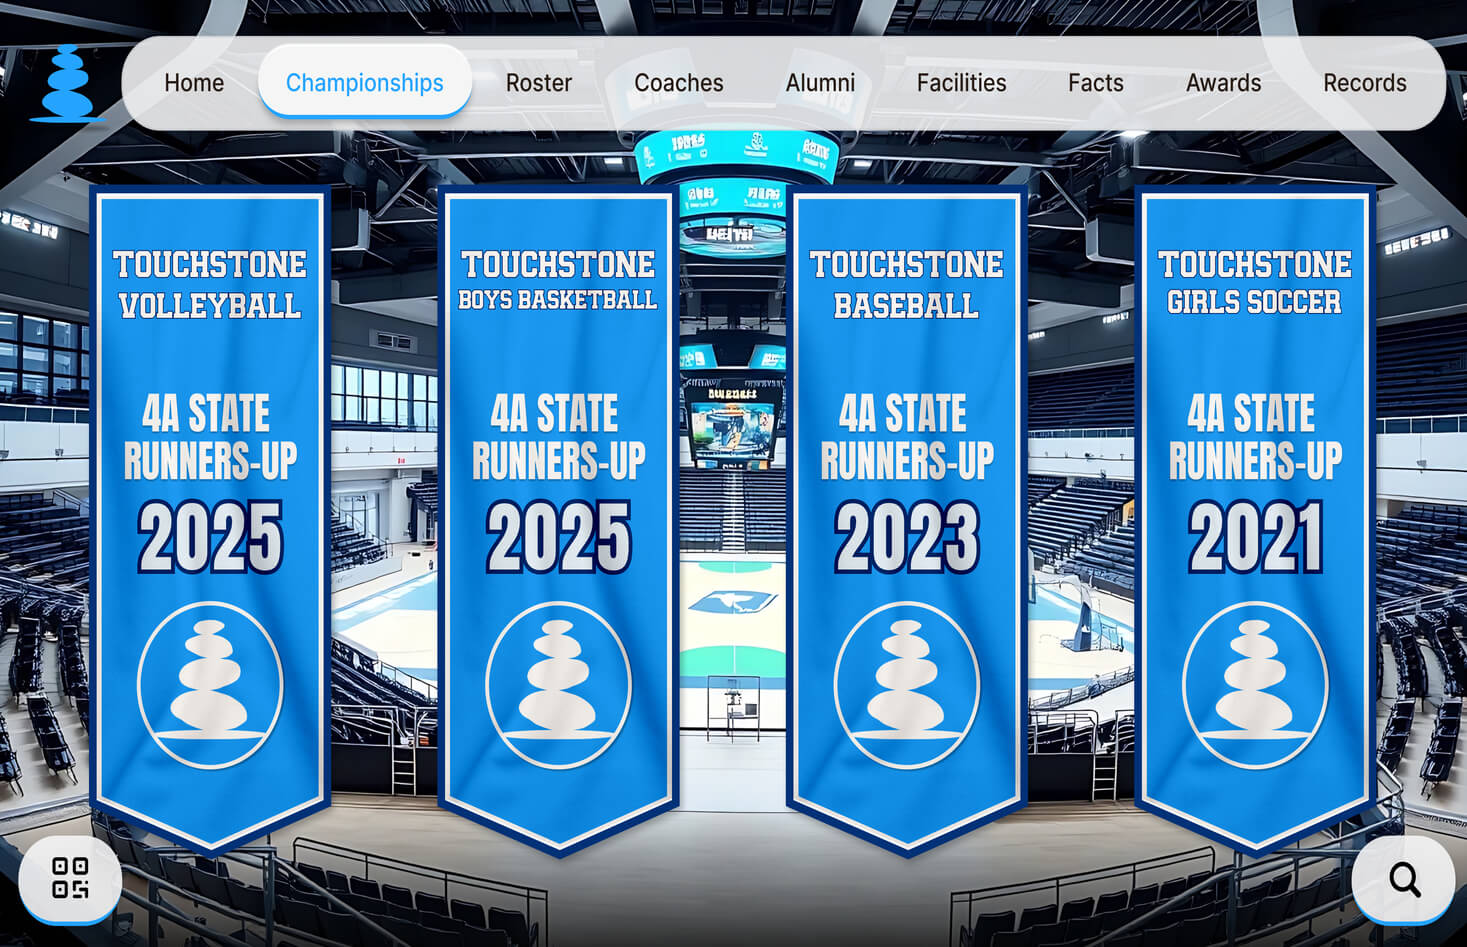 Home
Championships
Roster
Coaches
Alumni
Facilities
Facts
Awards
Records
TOUCHSTONE
VOLLEYBALL
4A STATE
RUNNERS-UP
2025
TOUCHSTONE
BOYS BASKETBALL
4A STATE
RUNNERS-UP
2025
TOUCHSTONE
BASEBALL
4A STATE
RUNNERS-UP
2023
TOUCHSTONE
GIRLS SOCCER
4A STATE
RUNNERS-UP
2021